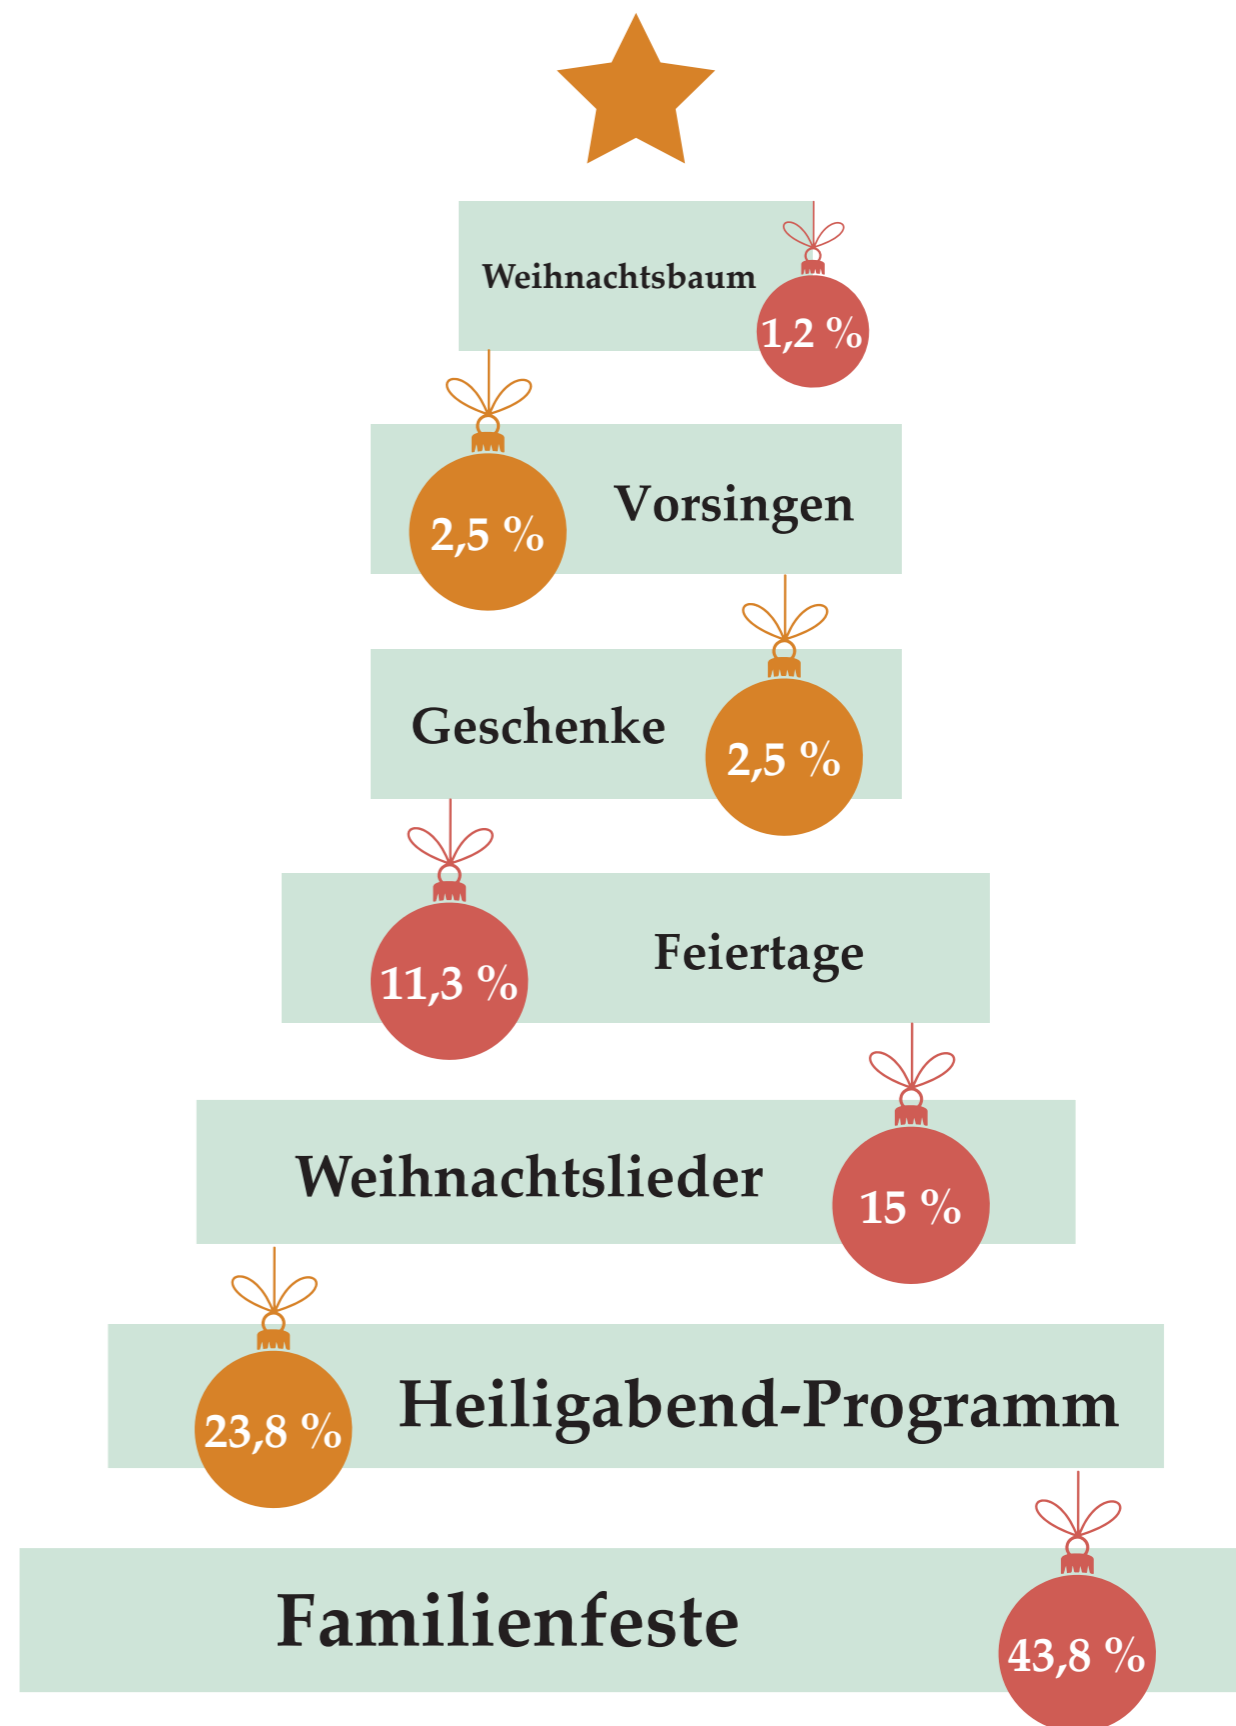 Weihnachtsbaum
1,2 %
2,5 %
Vorsingen
Geschenke
2,5 %
11,3 %
Feiertage
Weihnachtslieder
15 %
23,8 %
Heiligabend-Programm
Familienfeste
43,8 %